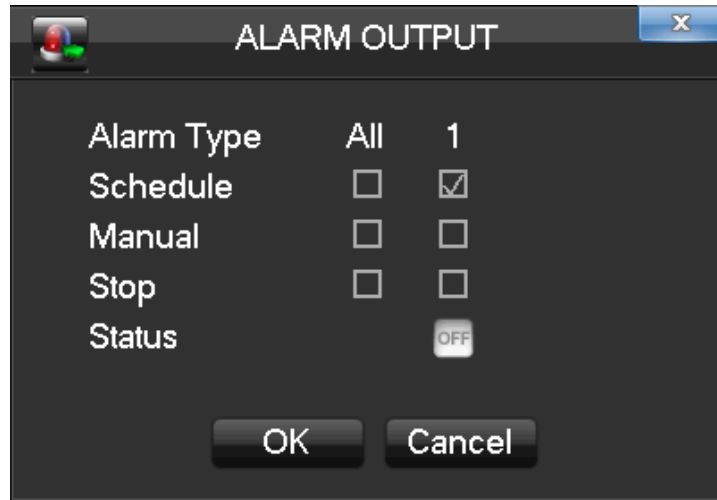 ALARM OUTPUT
x
Alarm Type All 1
Schedule
Manual
Stop
Status OFF
OK Cancel